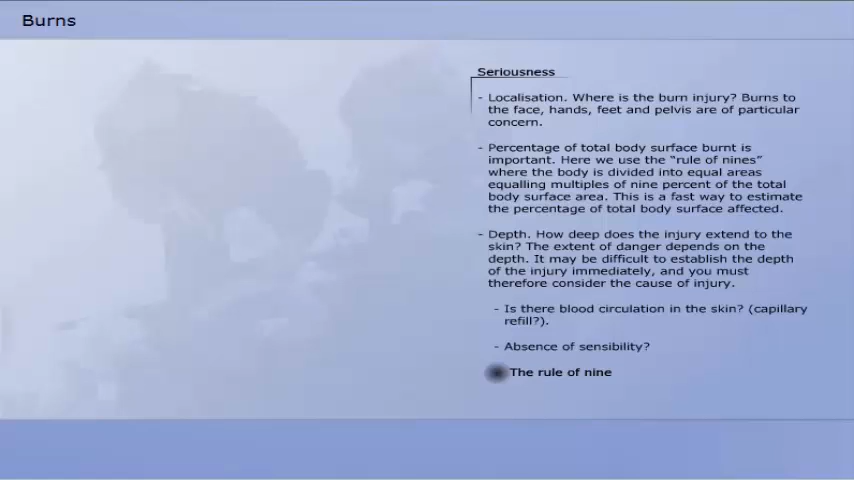 Burns
Seriousness
- Localisation. Where is the burn injury? Burns to
the face, hands, feet and pelvis are of particular
concern.
- Percentage of total body surface burnt is
important. Here we use the “rule of nines”
where the body is divided into equal areas
equalling multiples of nine percent of the total
body surface area. This is a fast way to estimate
the percentage of total body surface affected.
- Depth. How deep does the injury extend to the
skin? The extent of danger depends on the
depth. It may be difficult to establish the depth
of the injury immediately, and you must
therefore consider the cause of injury.
- Is there blood circulation in the skin? (capillary
refill?).
- Absence of sensibility?
The rule of nine